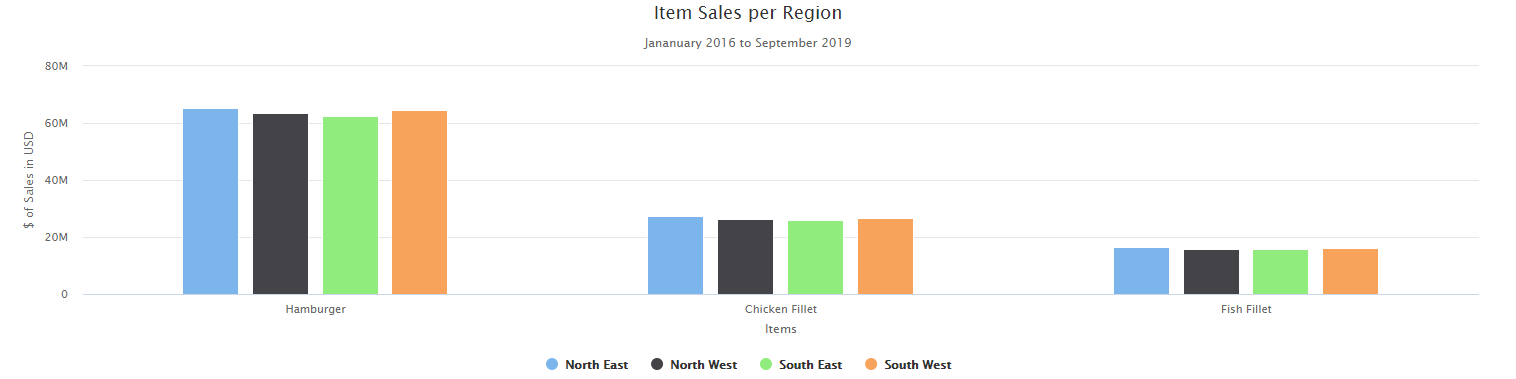 Item Sales per Region
Jananuary 2016 to September 2019
$ of Sales in USD
80M
60M
40M
20M
0
Hamburger Chicken Fillet Fish Fillet
Items
North East North West South East South West